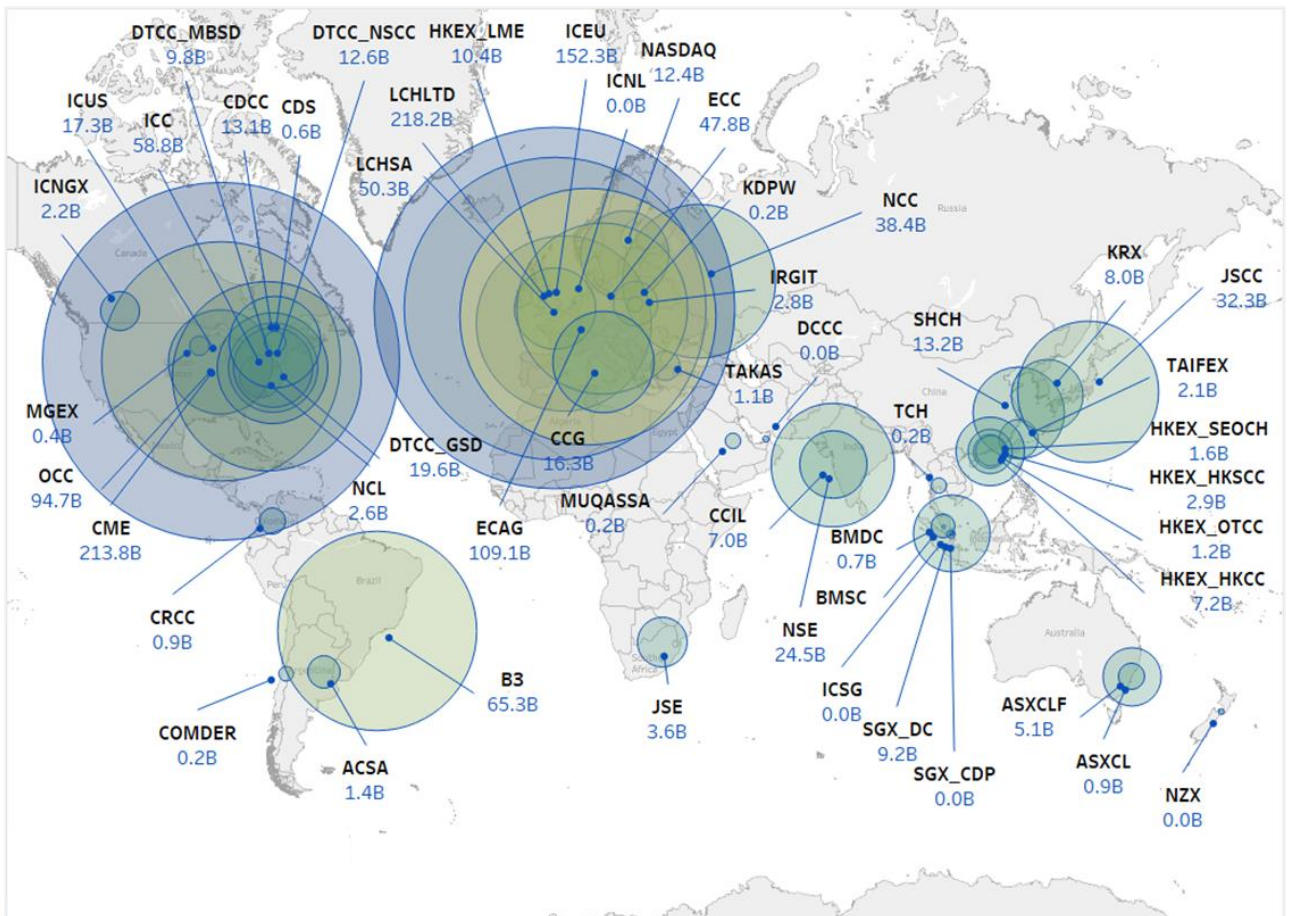 DTCC_MBSD
9.8B
DTCC_NSCC
12.6B
HKEX_LME
10.4B
ICEU
152.3B
NASDAQ
12.4B
ICNL
0.0B
ECC
47.8B
ICUS
17.3B
ICC
58.8B
CDCC
13.1B
CDS
0.6B
LCHLTD
218.2B
LCHSA
50.3B
ICNGX
2.2B
KDPW
0.2B
NCC
38.4B
Russia
Canada
IRGIT
2.8B
KRX
8.0B
JSCC
32.3B
DCCC
0.0B
SHCH
13.2B
TAIFEX
2.1B
China
TAKAS
1.1B
TCH
0.2B
HKEX_SEOCH
1.6B
HKEX_HKSCC
2.9B
HKEX_OTCC
1.2B
HKEX_HKCC
7.2B
MGEX
0.4B
OCC
94.7B
CME
213.8B
Mexico
Algeria
Egypt
India
DTCC_GSD
19.6B
NCL
2.6B
CCG
16.3B
ECAG
109.1B
MUQASSA
0.2B
CCIL
7.0B
BMDC
0.7B
BMSC
NSE
24.5B
ICSG
0.0B
SGX_DC
9.2B
SGX_CDP
0.0B
CRCC
0.9B
Brazil
B3
65.3B
Argentina
COMDER
0.2B
ACSA
1.4B
South
Africa
JSE
3.6B
Australia
ASXCLF
5.1B
ASXCL
0.9B
NZX
0.0B